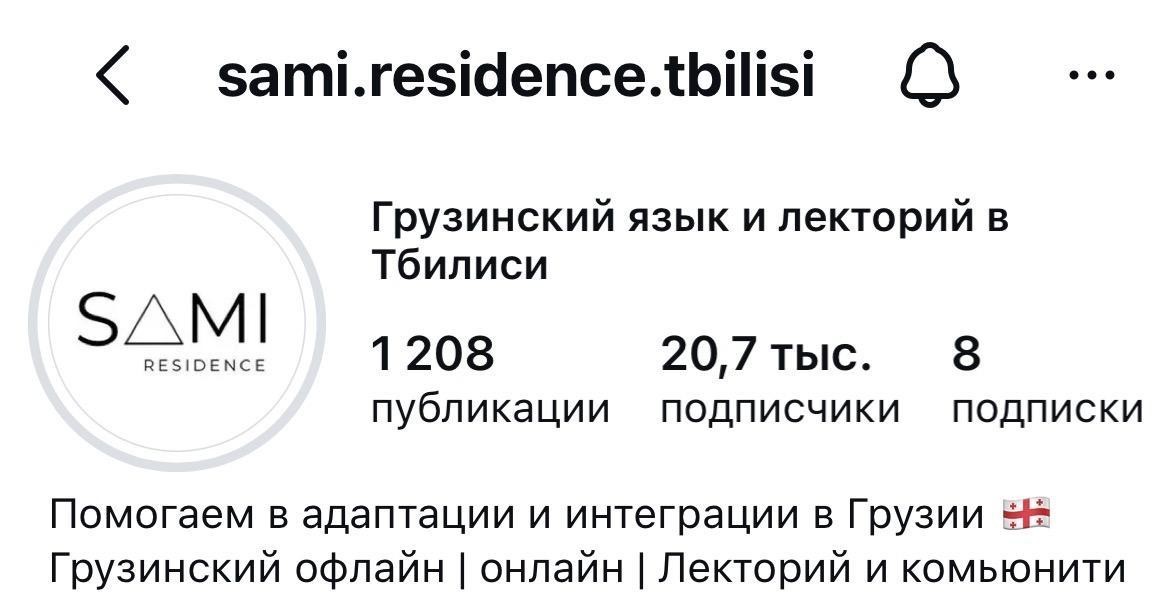 sami.residence.tbilisi
SAMI
RESIDENCE
Грузинский язык и лекторий в
Тбилиси
1 208 20,7 тыс. 8
публикации подписчики подписки
Помогаем в адаптации и интеграции в Грузии 🇬🇪
Грузинский офлайн | онлайн | Лекторий и комьюнити